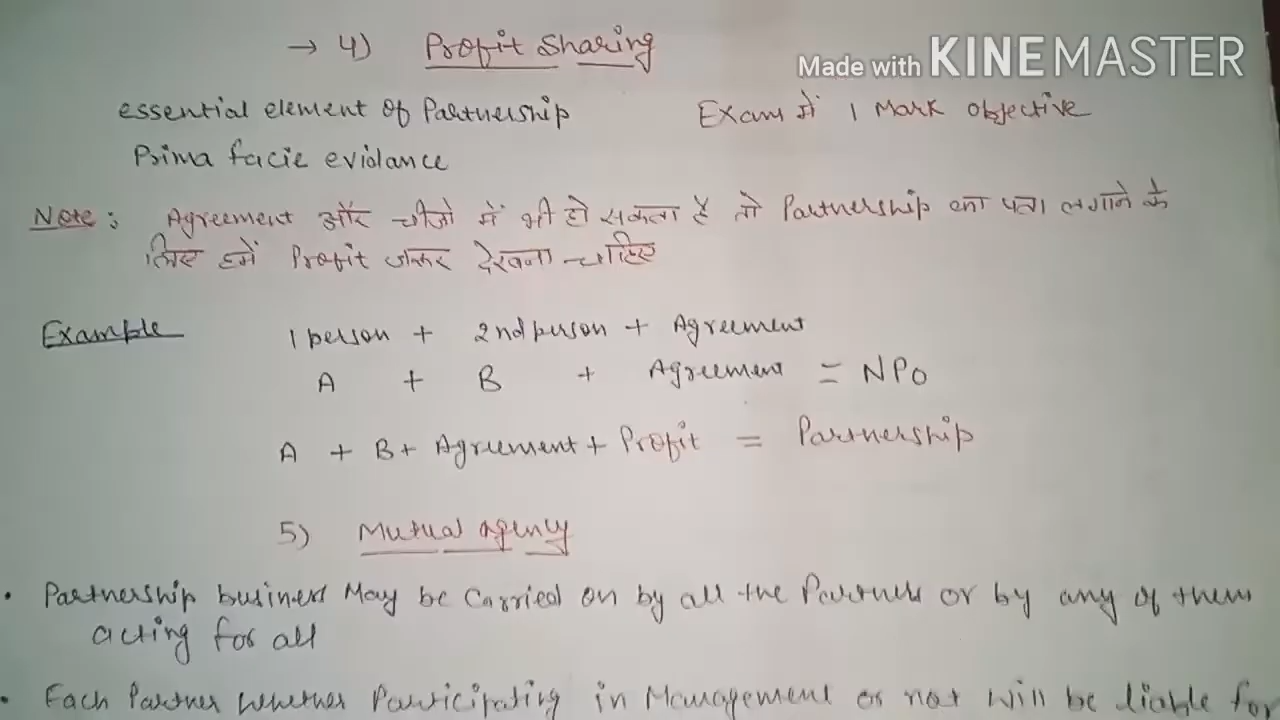 → 4) Profit Sharing
Made with KINEMASTER
essential element of Partnership Exam में 1 Mark objective
Prima facie evidance
Note: Agreement और चीजो में भी हो सकता है तो Partnership का पता लगाने के
लिए हमें Profit जरूर देखना चाहिए
Example 1 person + 2nd person + Agreement
A + B + Agreement = NPO
A + B + Agreement + Profit = Partnership
5) Mutual agency
• Partnership business May be Carried on by all the Partners or by any of them
acting for all
• Each Partner whether Participating in Management or not will be liable for